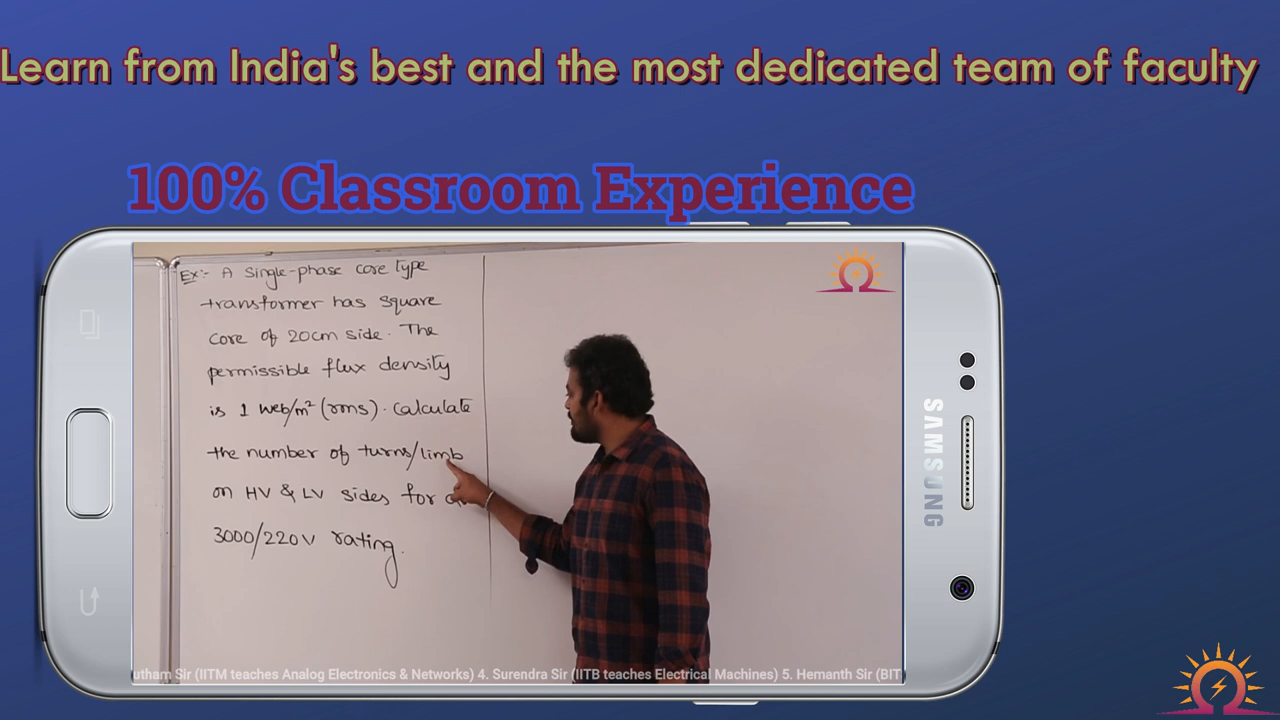 Learn from India's best and the most dedicated team of faculty
100% Classroom Experience
Ex:- A Single-phase core type
transformer has square
core of 20cm side. The
permissible flux density
is 1 web/m² (rms). Calculate
the number of turns/limb
on HV & LV sides for
3000/220V rating.
SAMSUNG
utham Sir (IITM teaches Analog Electronics & Networks) 4. Surendra Sir (IITB teaches Electrical Machines) 5. Hemanth Sir (BIT